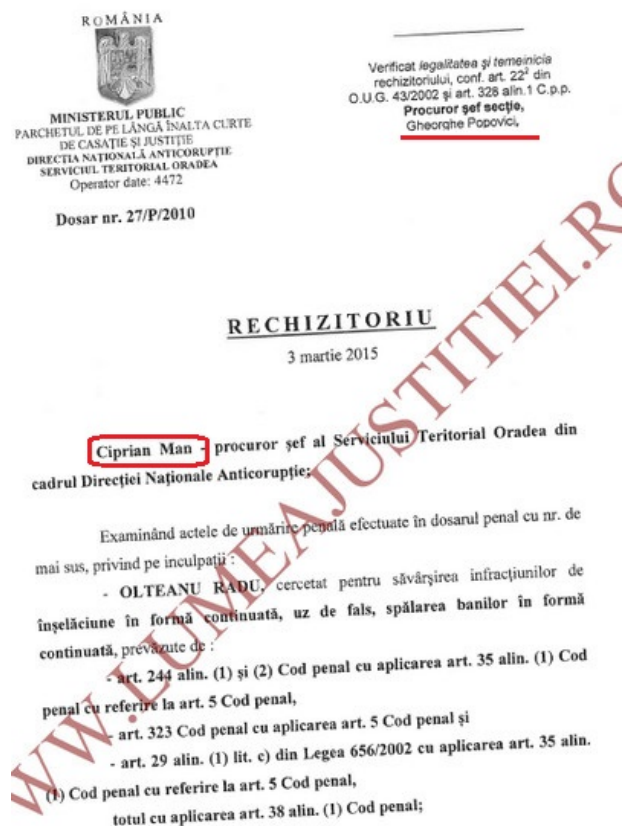 ROMÂNIA
MINISTERUL PUBLIC
PARCHETUL DE PE LÂNGĂ ÎNALTA CURTE
DE CASAȚIE ȘI JUSTIȚIE
DIRECȚIA NAȚIONALĂ ANTICORUPȚIE
SERVICIUL TERITORIAL ORADEA
Operator date: 4472
Dosar nr. 27/P/2010
Verificat legalitatea și temeinicia
rechizitoriului, conf. art. 22² din
O.U.G. 43/2002 și art. 328 alin.1 C.p.p.
Procuror șef secție,
Gheorghe Popovici,
RECHIZITORIU
3 martie 2015
Ciprian Man - procuror șef al Serviciului Teritorial Oradea din
cadrul Direcției Naționale Anticorupție;
Examinând actele de urmărire penală efectuate în dosarul penal cu nr. de
mai sus, privind pe inculpații :
- OLTEANU RADU, cercetat pentru săvârșirea infracțiunilor de
înșelăciune în formă continuată, uz de fals, spălarea banilor în formă
continuată, prevăzute de :
- art. 244 alin. (1) și (2) Cod penal cu aplicarea art. 35 alin. (1) Cod
penal cu referire la art. 5 Cod penal,
- art. 323 Cod penal cu aplicarea art. 5 Cod penal și
- art. 29 alin. (1) lit. c) din Legea 656/2002 cu aplicarea art. 35 alin.
(1) Cod penal cu referire la art. 5 Cod penal,
totul cu aplicarea art. 38 alin. (1) Cod penal;
WWW.LUMEAJUSTITIEI.RO